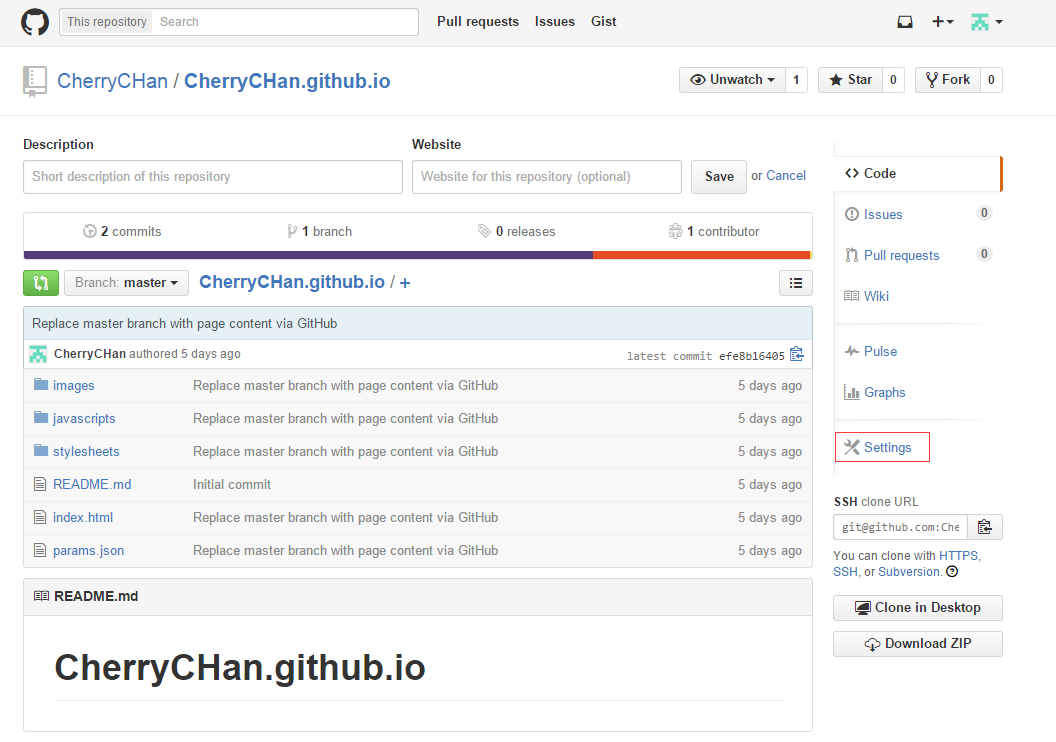 This repository Search Pull requests Issues Gist
CherryCHan / CherryCHan.github.io Unwatch 1 Star 0 Fork 0
Description Website
Short description of this repository Website for this repository (optional) Save or Cancel
2 commits 1 branch 0 releases 1 contributor
Branch: master CherryCHan.github.io / +
Replace master branch with page content via GitHub
CherryCHan authored 5 days ago latest commit efe8b16405
images Replace master branch with page content via GitHub 5 days ago
javascripts Replace master branch with page content via GitHub 5 days ago
stylesheets Replace master branch with page content via GitHub 5 days ago
README.md Initial commit 5 days ago
index.html Replace master branch with page content via GitHub 5 days ago
params.json Replace master branch with page content via GitHub 5 days ago
README.md
CherryCHan.github.io
Code
Issues 0
Pull requests 0
Wiki
Pulse
Graphs
Settings
SSH clone URL
git@github.com:Che
You can clone with HTTPS,
SSH, or Subversion.
Clone in Desktop
Download ZIP